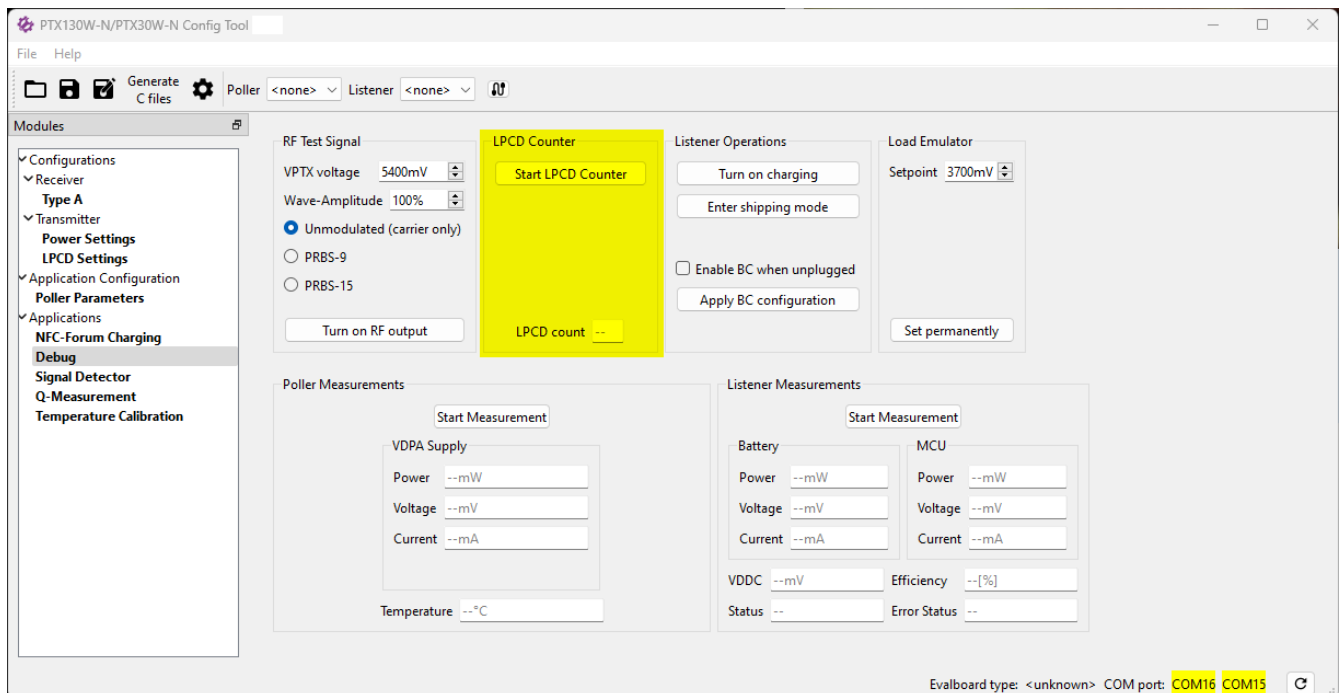 PTX130W-N/PTX30W-N Config Tool
File Help
Generate C files
Poller <none> Listener <none>
Modules
Configurations
Receiver
Type A
Transmitter
Power Settings
LPCD Settings
Application Configuration
Poller Parameters
Applications
NFC-Forum Charging
Debug
Signal Detector
Q-Measurement
Temperature Calibration
RF Test Signal
VPTX voltage 5400mV
Wave-Amplitude 100%
Unmodulated (carrier only)
PRBS-9
PRBS-15
Turn on RF output
LPCD Counter
Start LPCD Counter
LPCD count --
Listener Operations
Turn on charging
Enter shipping mode
Enable BC when unplugged
Apply BC configuration
Load Emulator
Setpoint 3700mV
Set permanently
Poller Measurements
Start Measurement
VDPA Supply
Power --mW
Voltage --mV
Current --mA
Temperature --°C
Listener Measurements
Start Measurement
Battery
Power --mW
Voltage --mV
Current --mA
MCU
Power --mW
Voltage --mV
Current --mA
VDDC --mV
Efficiency --[%]
Status --
Error Status --
Evalboard type: <unknown> COM port: COM16 COM15